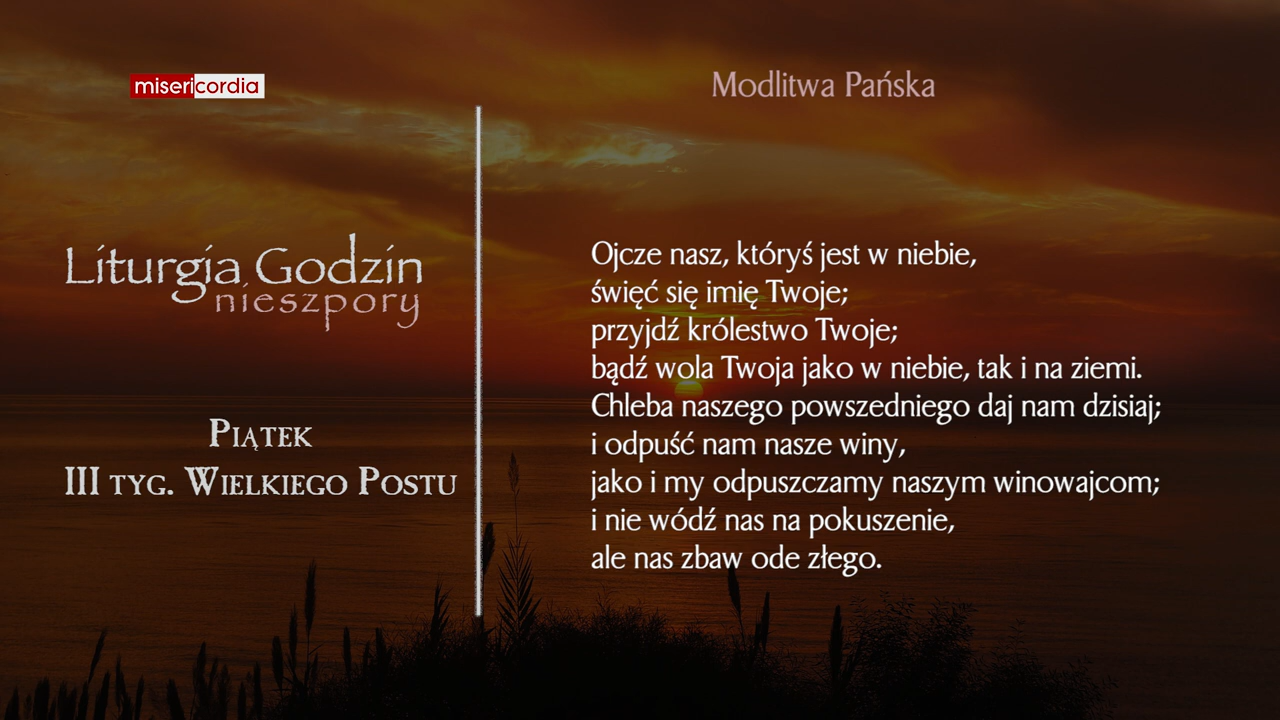 misericordia
Liturgia Godzin
nieszpory
Piątek
III tyg. Wielkiego Postu
Modlitwa Pańska
Ojcze nasz, któryś jest w niebie,
święć się imię Twoje;
przyjdź królestwo Twoje;
bądź wola Twoja jako w niebie, tak i na ziemi.
Chleba naszego powszedniego daj nam dzisiaj;
i odpuść nam nasze winy,
jako i my odpuszczamy naszym winowajcom;
i nie wódź nas na pokuszenie,
ale nas zbaw ode złego.